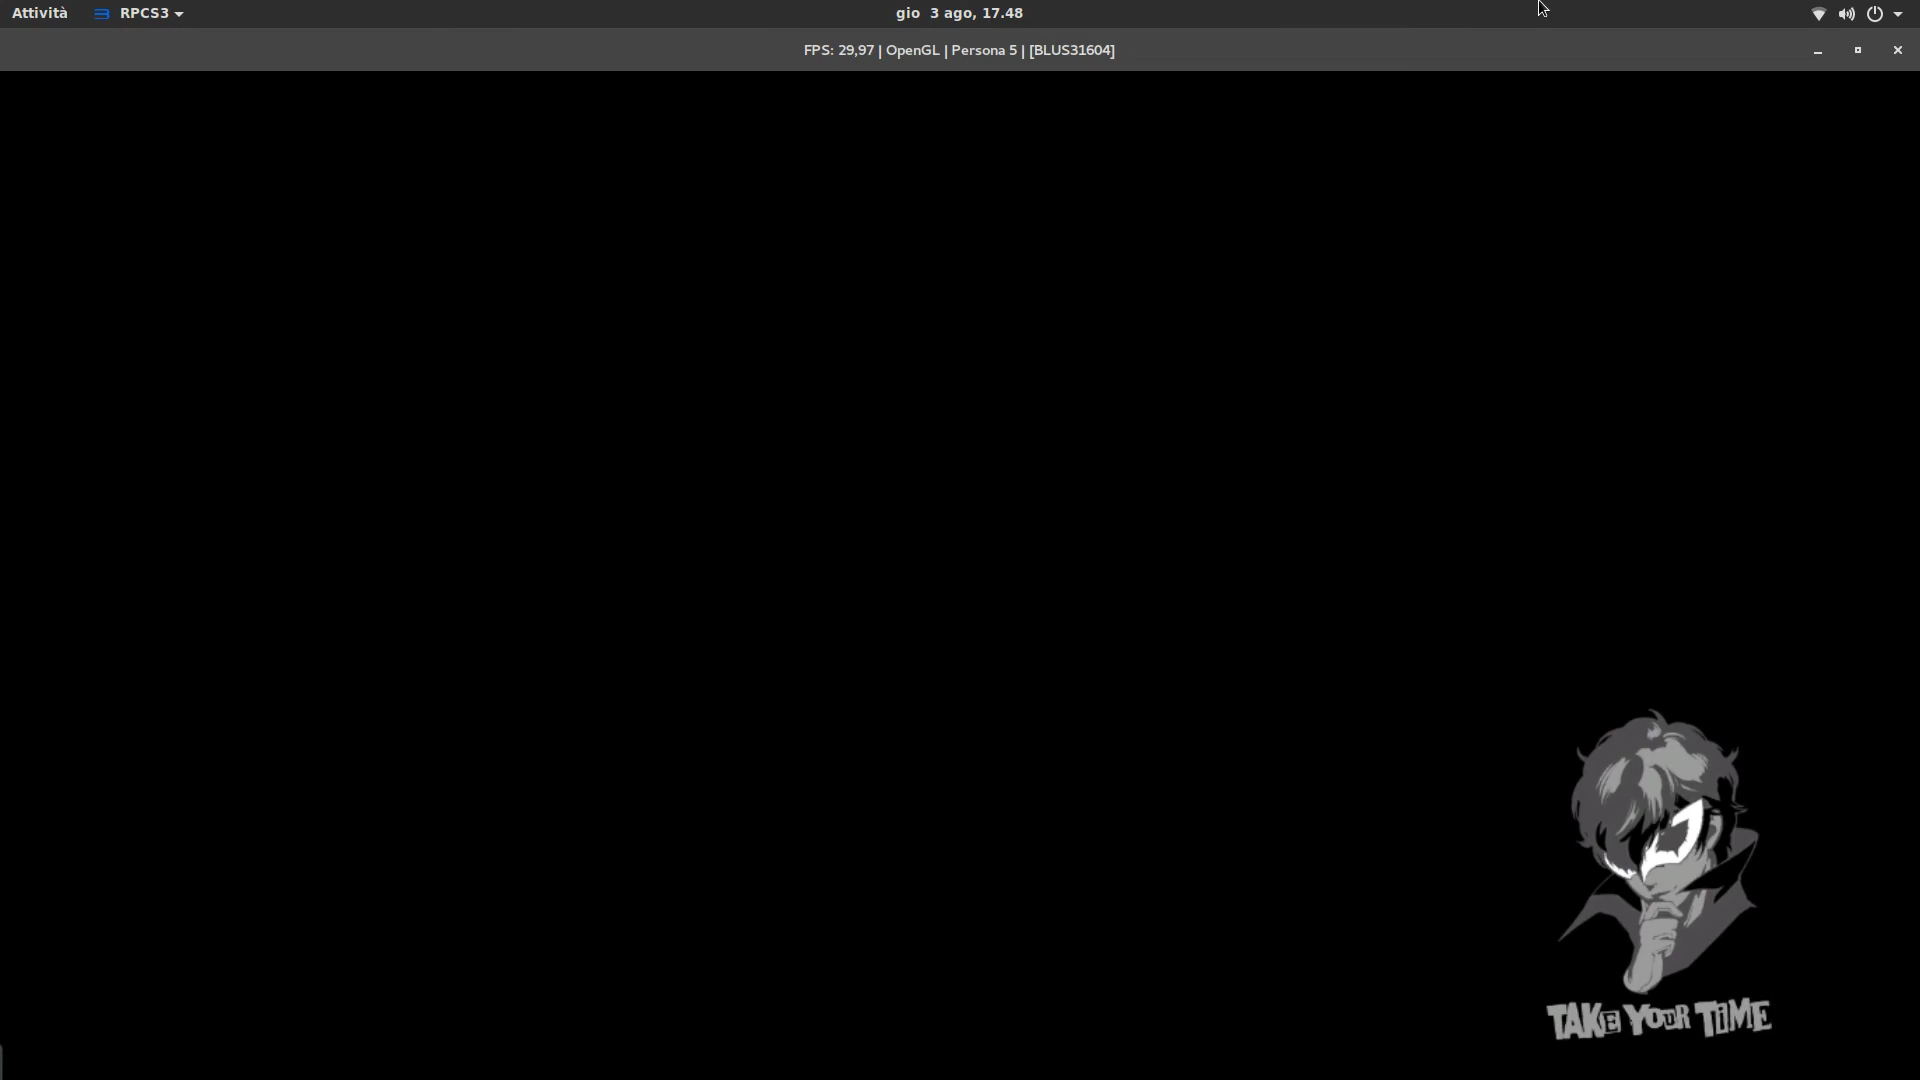 Attività RPCS3 gio 3 ago, 17.48
FPS: 29,97 | OpenGL | Persona 5 | [BLUS31604]
TAKE YOUR TIME